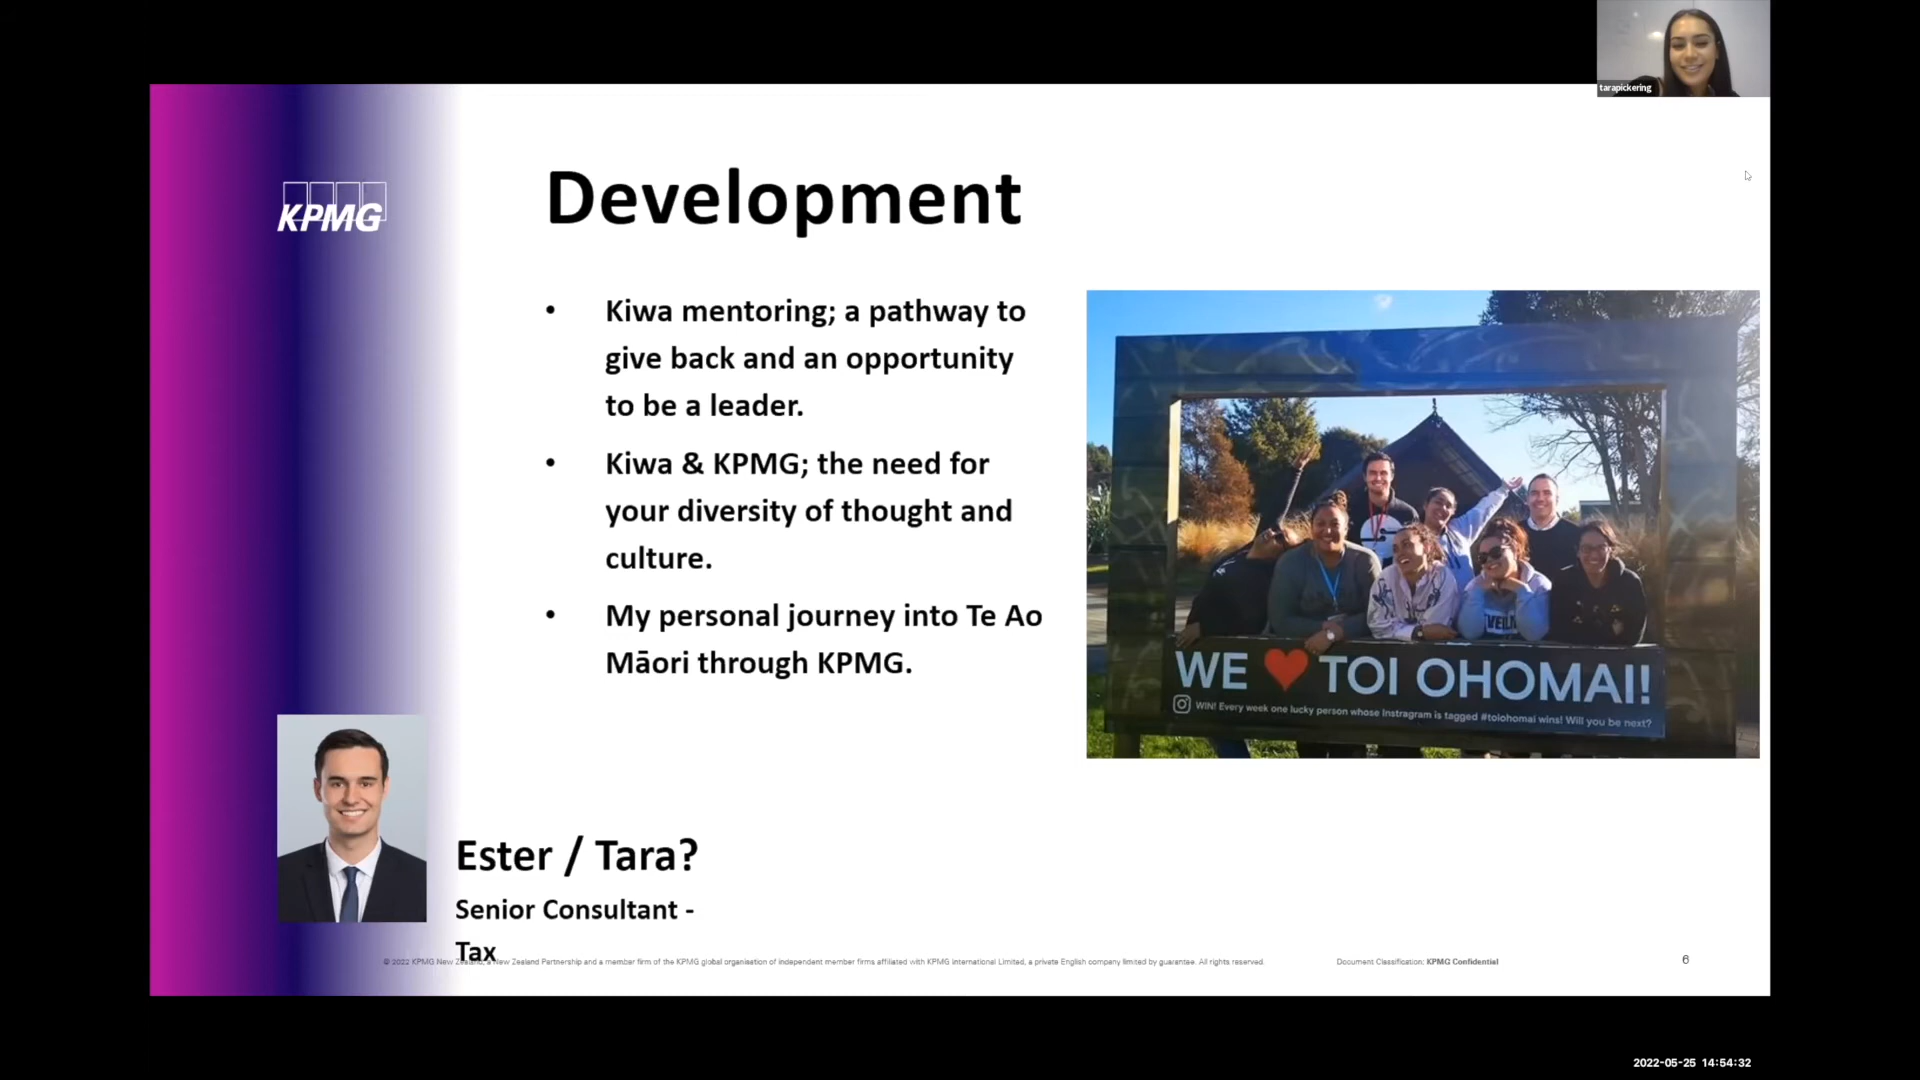 tarapickering
KPMG
Development
• Kiwa mentoring; a pathway to
give back and an opportunity
to be a leader.
• Kiwa & KPMG; the need for
your diversity of thought and
culture.
• My personal journey into Te Ao
Māori through KPMG.
WE ❤ TOI OHOMAI!
WIN! Every week one lucky person whose Instragram is tagged #toiohomai wins! Will you be next?
Ester / Tara?
Senior Consultant -
Tax
© 2022 KPMG New Zealand, a New Zealand Partnership and a member firm of the KPMG global organisation of independent member firms affiliated with KPMG International Limited, a private English company limited by guarantee. All rights reserved.
Document Classification: KPMG Confidential
6
2022-05-25 14:54:32